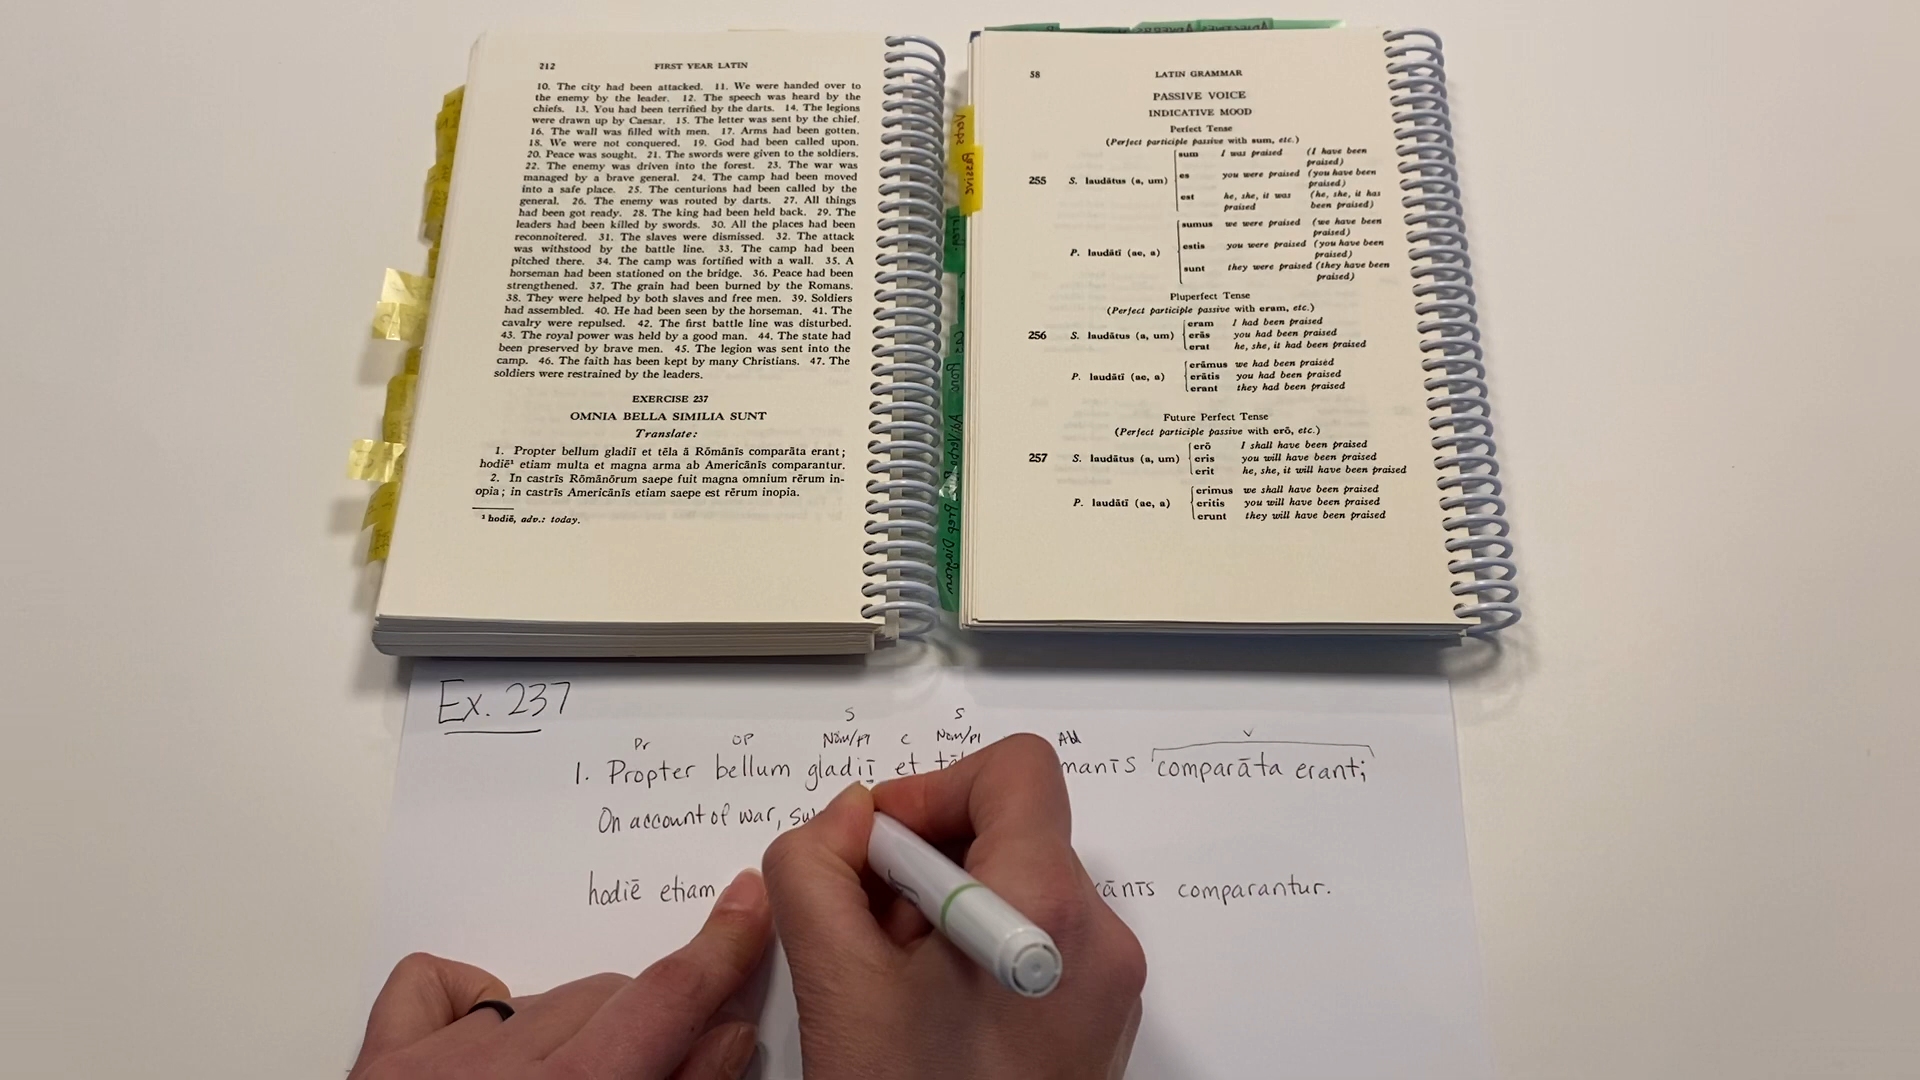 212 FIRST YEAR LATIN
10. The city had been attacked. 11. We were handed over to
the enemy by the leader. 12. The speech was heard by the
chiefs. 13. You had been terrified by the darts. 14. The legions
were drawn up by Caesar. 15. The letter was sent by the chief.
16. The wall was filled with men. 17. Arms had been gotten.
18. We were not conquered. 19. God had been called upon.
20. Peace was sought. 21. The swords were given to the soldiers.
22. The enemy was driven into the forest. 23. The war was
managed by a brave general. 24. The camp had been moved
into a safe place. 25. The centurions had been called by the
general. 26. The enemy was routed by darts. 27. All things
had been got ready. 28. The king had been held back. 29. The
leaders had been killed by swords. 30. All the places had been
reconnoitered. 31. The slaves were dismissed. 32. The attack
was withstood by the battle line. 33. The camp had been
pitched there. 34. The camp was fortified with a wall. 35. A
horseman had been stationed on the bridge. 36. Peace had been
strengthened. 37. The grain had been burned by the Romans.
38. They were helped by both slaves and free men. 39. Soldiers
had assembled. 40. He had been seen by the horseman. 41. The
cavalry were repulsed. 42. The first battle line was disturbed.
43. The royal power was held by a good man. 44. The state had
been preserved by brave men. 45. The legion was sent into the
camp. 46. The faith has been kept by many Christians. 47. The
soldiers were restrained by the leaders.
EXERCISE 237
OMNIA BELLA SIMILIA SUNT
Translate:
1. Propter bellum gladiī et tēla ā Rōmānīs comparāta erant;
hodiē¹ etiam multa et magna arma ab Americānīs comparantur.
2. In castrīs Rōmānōrum saepe fuit magna omnium rērum in-
opia; in castrīs Americānīs etiam saepe est rērum inopia.
¹ hodiē, adv.: today.
58 LATIN GRAMMAR
PASSIVE VOICE
INDICATIVE MOOD
Perfect Tense
(Perfect participle passive with sum, etc.)
sum I was praised (I have been
praised)
255 S. laudātus (a, um) es you were praised (you have been
praised)
est he, she, it was (he, she, it has
praised been praised)
sumus we were praised (we have been
praised)
P. laudātī (ae, a) estis you were praised (you have been
praised)
sunt they were praised (they have been
praised)
Pluperfect Tense
(Perfect participle passive with eram, etc.)
eram I had been praised
256 S. laudātus (a, um) erās you had been praised
erat he, she, it had been praised
erāmus we had been praised
P. laudātī (ae, a) erātis you had been praised
erant they had been praised
Future Perfect Tense
(Perfect participle passive with erō, etc.)
erō I shall have been praised
257 S. laudātus (a, um) eris you will have been praised
erit he, she, it will have been praised
erimus we shall have been praised
P. laudātī (ae, a) eritis you will have been praised
erunt they will have been praised
Ex. 237
S S
Pr OP Nom/Pl C Nom/Pl Abl V
1. Propter bellum gladiī et manīs comparāta erant;
On account of war,
hodiē etiam cānīs comparantur.